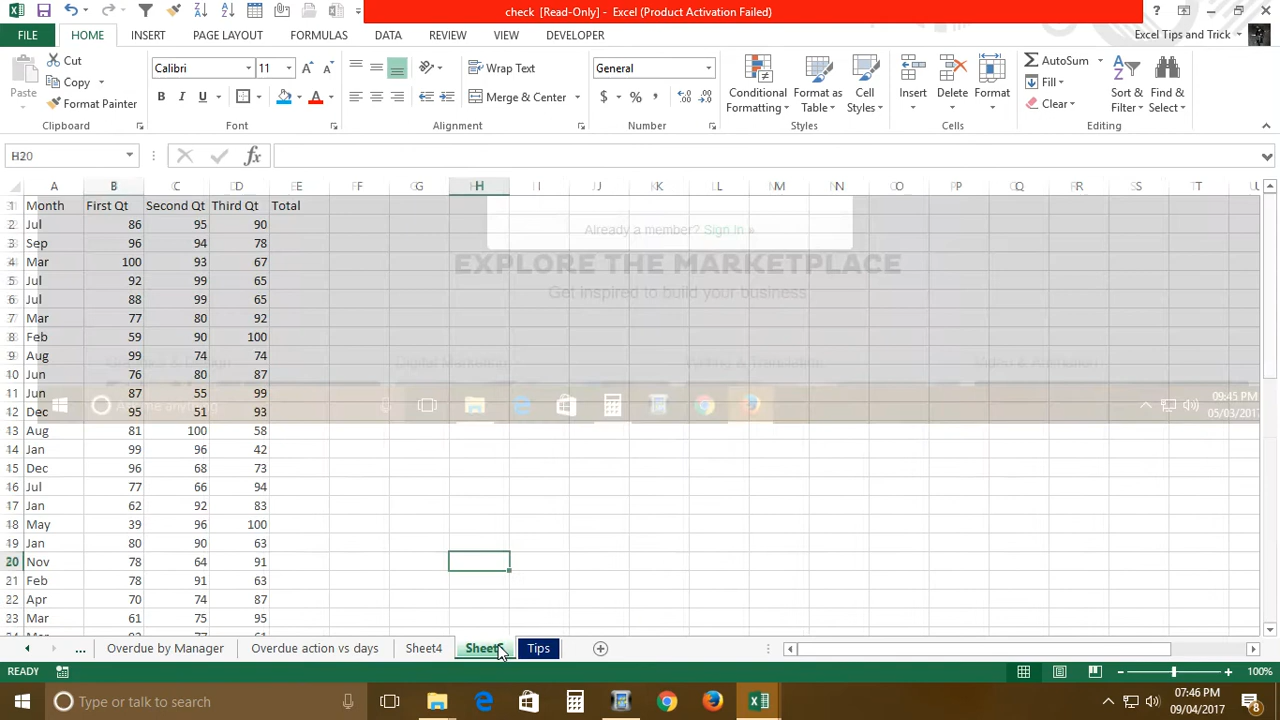 check [Read-Only] - Excel (Product Activation Failed)
FILE HOME INSERT PAGE LAYOUT FORMULAS DATA REVIEW VIEW DEVELOPER Excel Tips and Trick
Cut
Copy
Format Painter
Paste
Clipboard
Calibri 11
B I U A
Font
Wrap Text
Merge & Center
Alignment
General
$ % ,
Number
Conditional Formatting
Format as Table
Cell Styles
Styles
Insert Delete Format
Cells
AutoSum
Fill
Clear
Sort & Filter
Find & Select
Editing
H20 fx
A B C D E F G H I J K L M N O P Q R S T U
1 Month First Qt Second Qt Third Qt Total
2 Jul 86 95 90
3 Sep 96 94 78
4 Mar 100 93 67
5 Jul 92 99 65
6 Jul 88 99 65
7 Mar 77 80 92
8 Feb 59 90 100
9 Aug 99 74 74
10 Jun 76 80 87
11 Jun 87 55 99
12 Dec 95 51 93
13 Aug 81 100 58
14 Jan 99 96 42
15 Dec 96 68 73
16 Jul 77 66 94
17 Jan 62 92 83
18 May 39 96 100
19 Jan 80 90 63
20 Nov 78 64 91
21 Feb 78 91 63
22 Apr 70 74 87
23 Mar 61 75 95
Already a member? Sign In »
EXPLORE THE MARKETPLACE
Get inspired to build your business
Digital Marketing
Video & Animation
09:45 PM
05/03/2017
... Overdue by Manager Overdue action vs days Sheet4 Sheet Tips
READY 100%
Type or talk to search
07:46 PM
09/04/2017
8